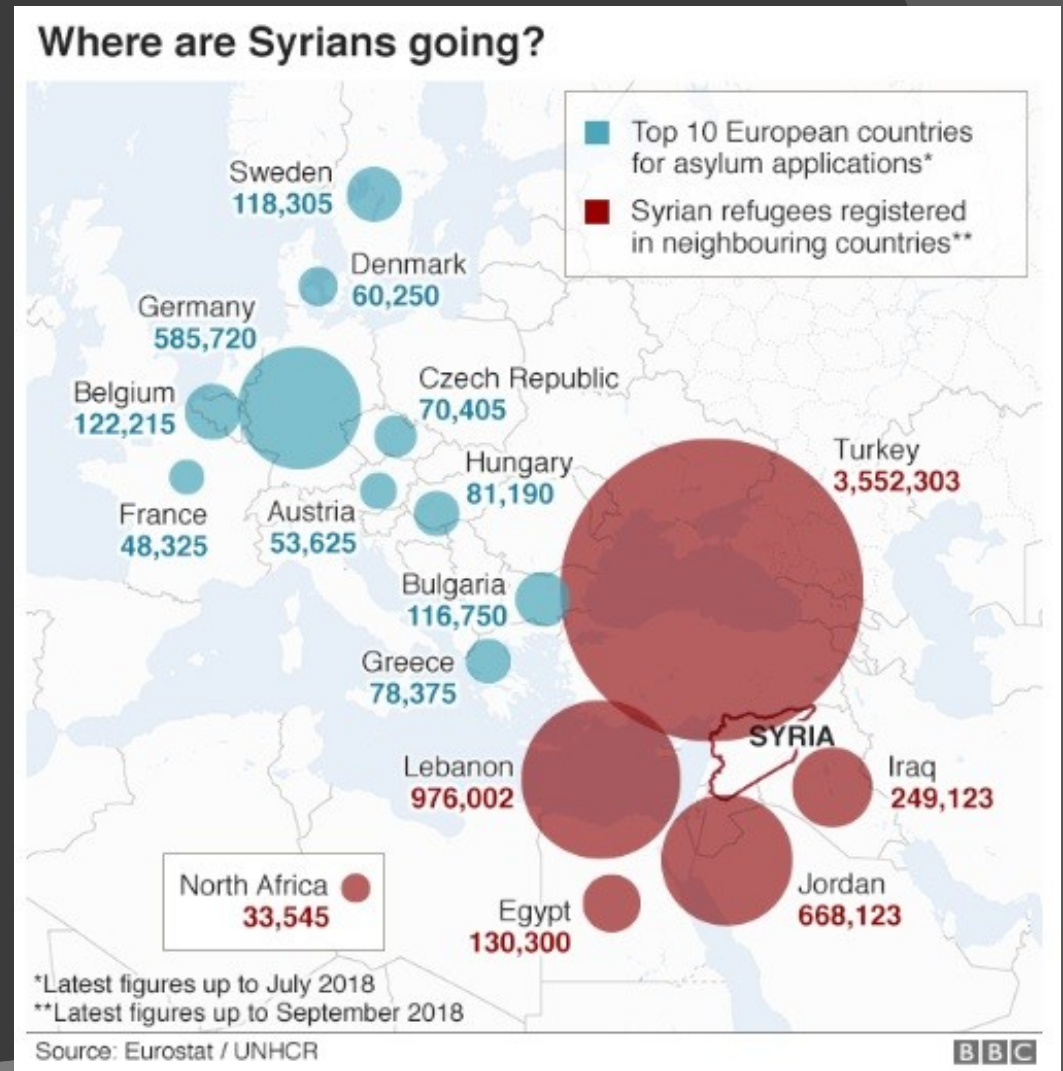 Where are Syrians going?
Top 10 European countries
for asylum applications*
Syrian refugees registered
in neighbouring countries**
Sweden
118,305
Denmark
60,250
Germany
585,720
Belgium
122,215
Czech Republic
70,405
Hungary
81,190
France
48,325
Austria
53,625
Bulgaria
116,750
Greece
78,375
Turkey
3,552,303
SYRIA
Lebanon
976,002
Iraq
249,123
Jordan
668,123
Egypt
130,300
North Africa
33,545
*Latest figures up to July 2018
**Latest figures up to September 2018
Source: Eurostat / UNHCR
BBC